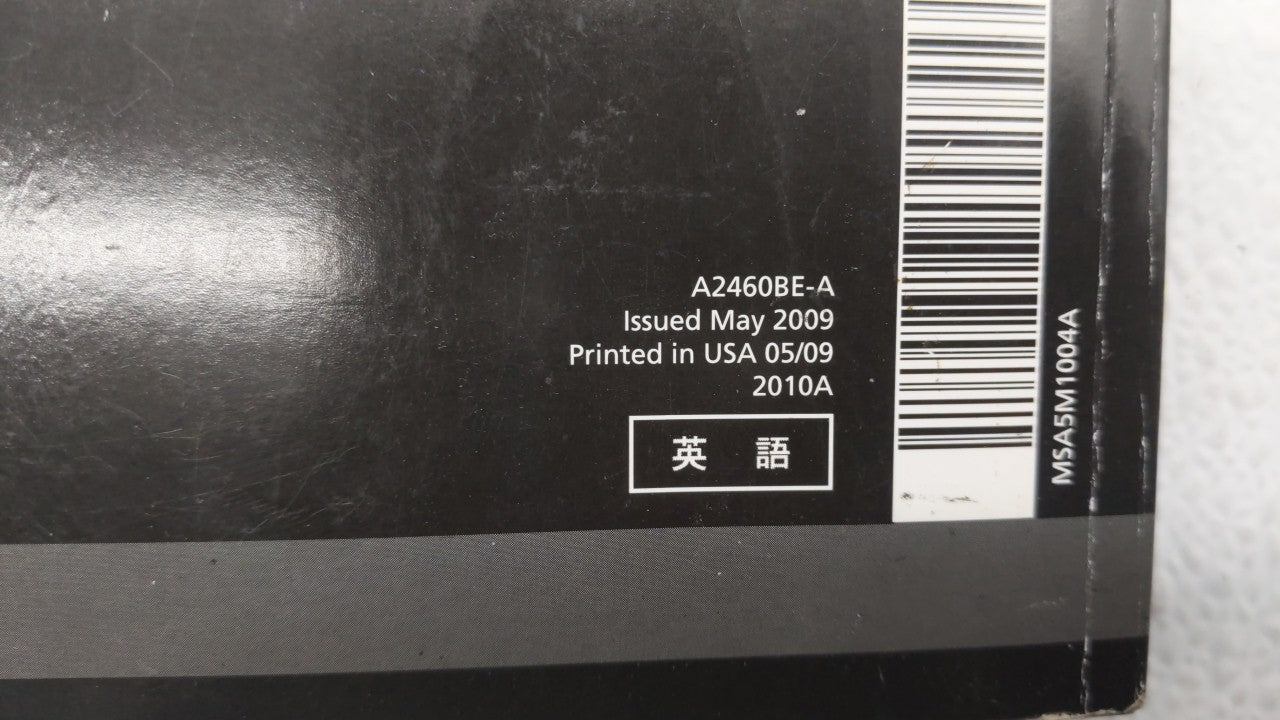 A2460BE-A
Issued May 2009
Printed in USA 05/09
2010A
英 語
MSA5M1004A